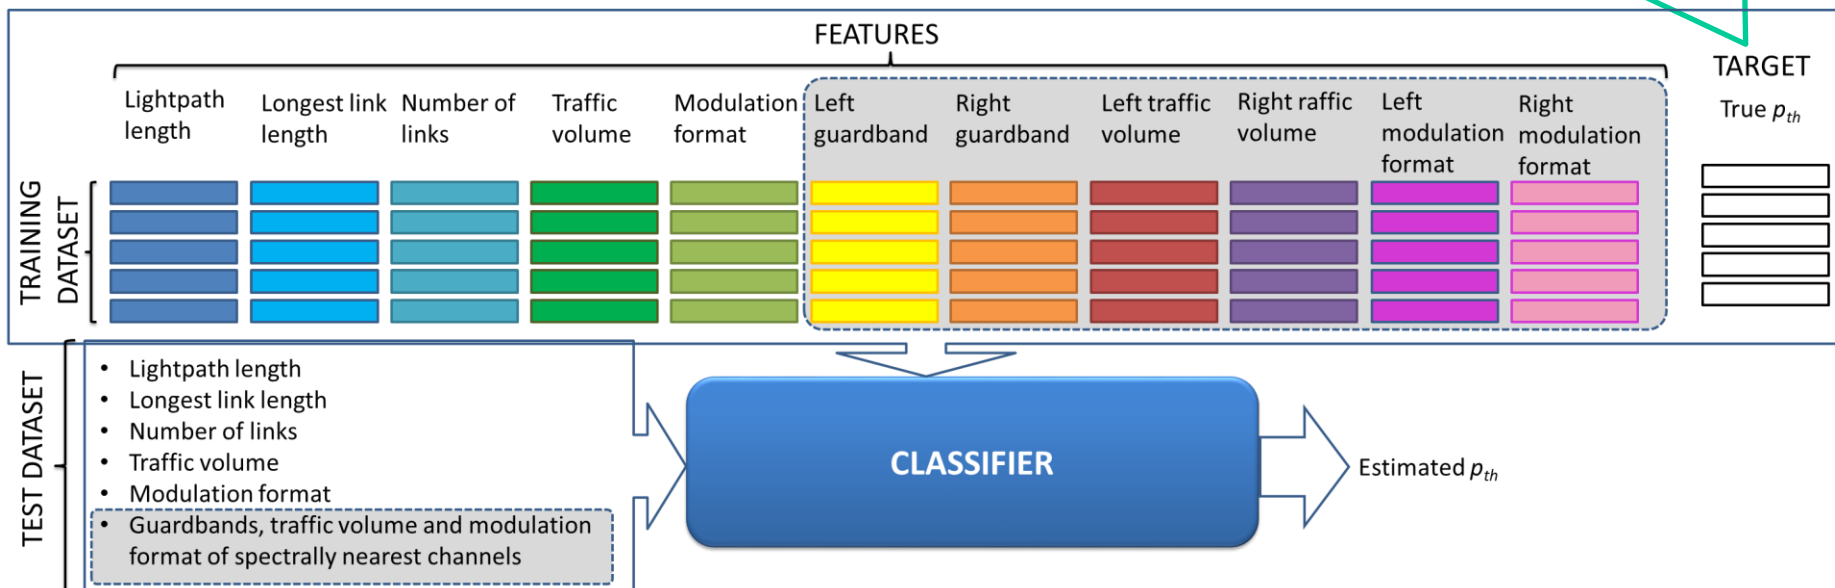 FEATURES
TARGET
True pth
Lightpath
length
Longest link
length
Number of
links
Traffic
volume
Modulation
format
Left
guardband
Right
guardband
Left traffic
volume
Right raffic
volume
Left
modulation
format
Right
modulation
format
TRAINING
DATASET
TEST DATASET
• Lightpath length
• Longest link length
• Number of links
• Traffic volume
• Modulation format
• Guardbands, traffic volume and modulation
format of spectrally nearest channels
CLASSIFIER
Estimated pth